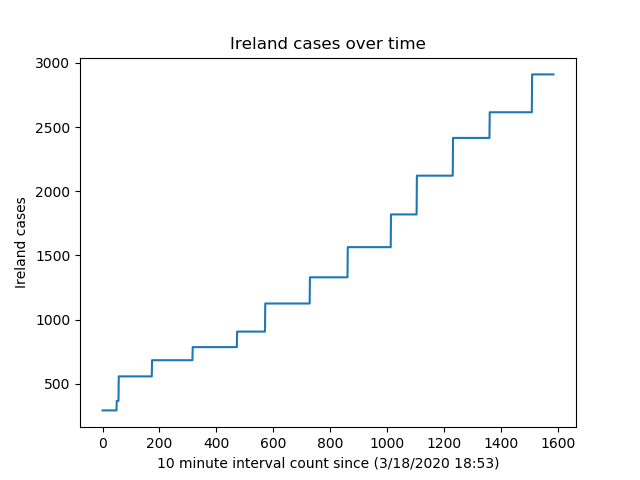 Ireland cases over time
3000
2500
2000
1500
1000
500
Ireland cases
0 200 400 600 800 1000 1200 1400 1600
10 minute interval count since (3/18/2020 18:53)